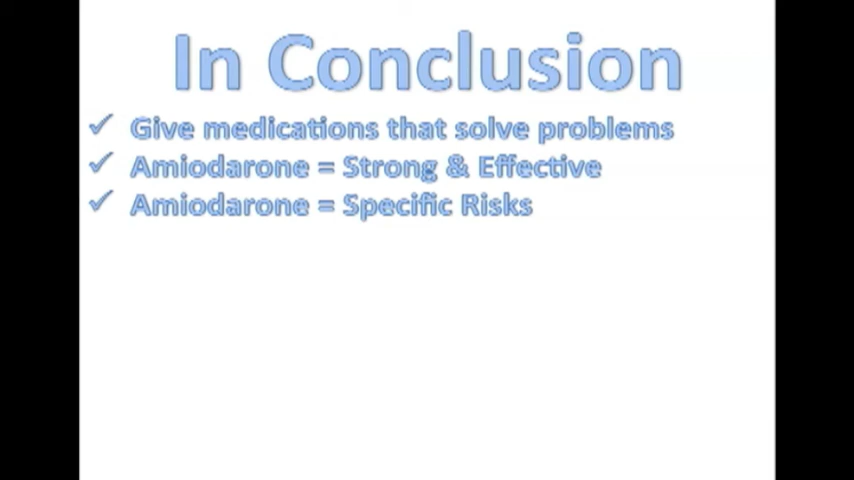 In Conclusion
✓ Give medications that solve problems
✓ Amiodarone = Strong & Effective
✓ Amiodarone = Specific Risks